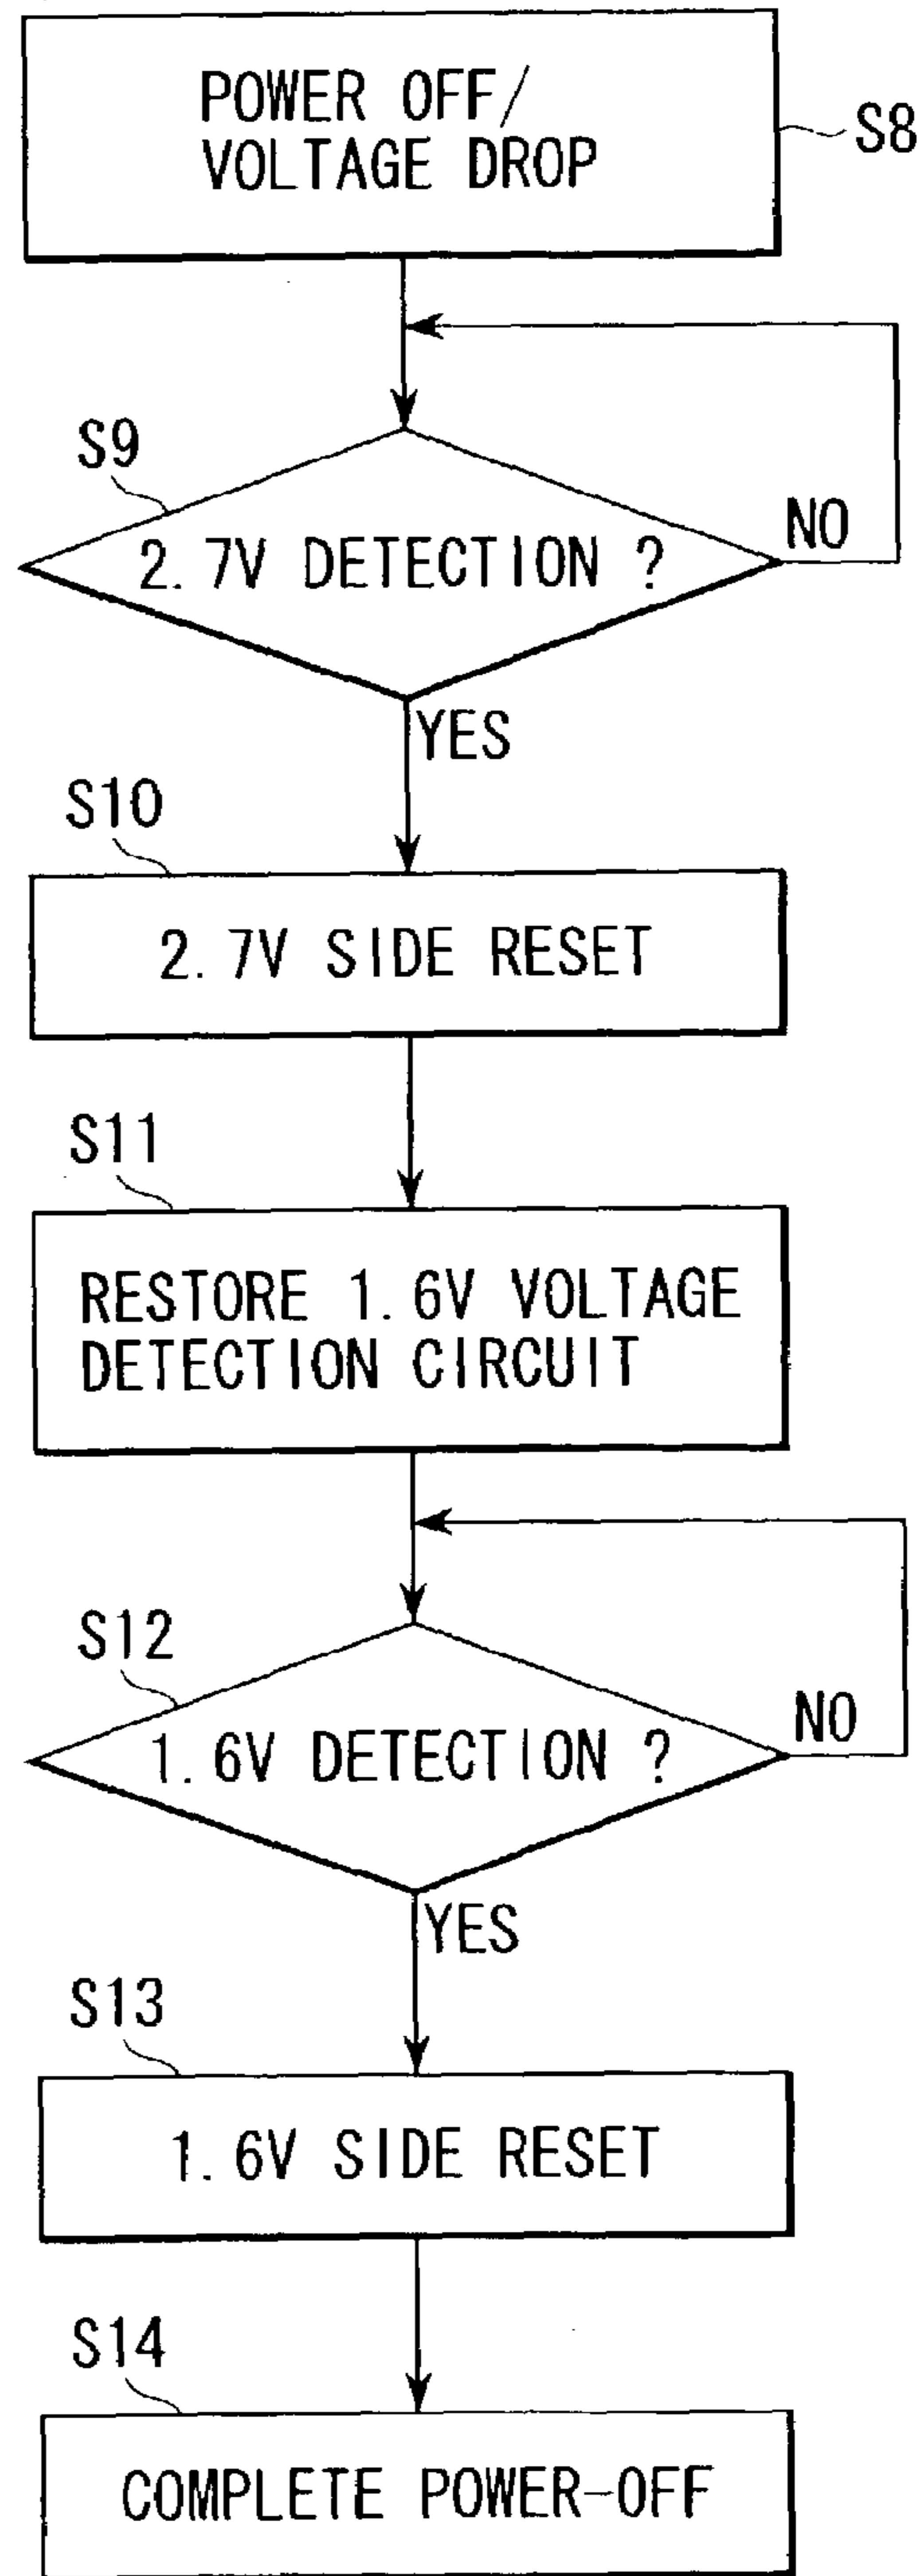 POWER OFF/
VOLTAGE DROP
S8
S9
2.7V DETECTION ?
NO
YES
S10
2.7V SIDE RESET
S11
RESTORE 1.6V VOLTAGE
DETECTION CIRCUIT
S12
1.6V DETECTION ?
NO
YES
S13
1.6V SIDE RESET
S14
COMPLETE POWER-OFF